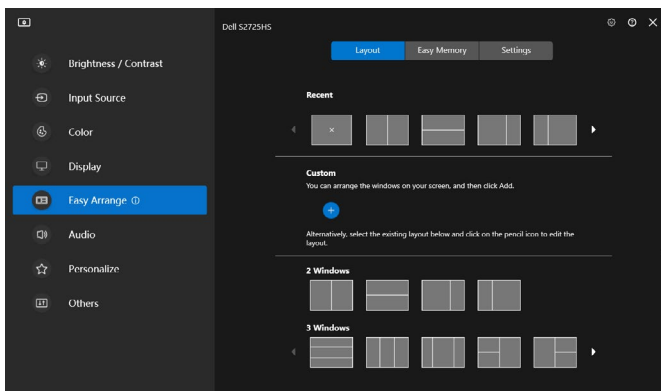 Dell S2725HS
Brightness / Contrast
Input Source
Color
Display
Easy Arrange
Audio
Personalize
Others
Layout
Easy Memory
Settings
Recent
Custom
You can arrange the windows on your screen, and then click Add.
Alternatively, select the existing layout below and click on the pencil icon to edit the
layout.
2 Windows
3 Windows